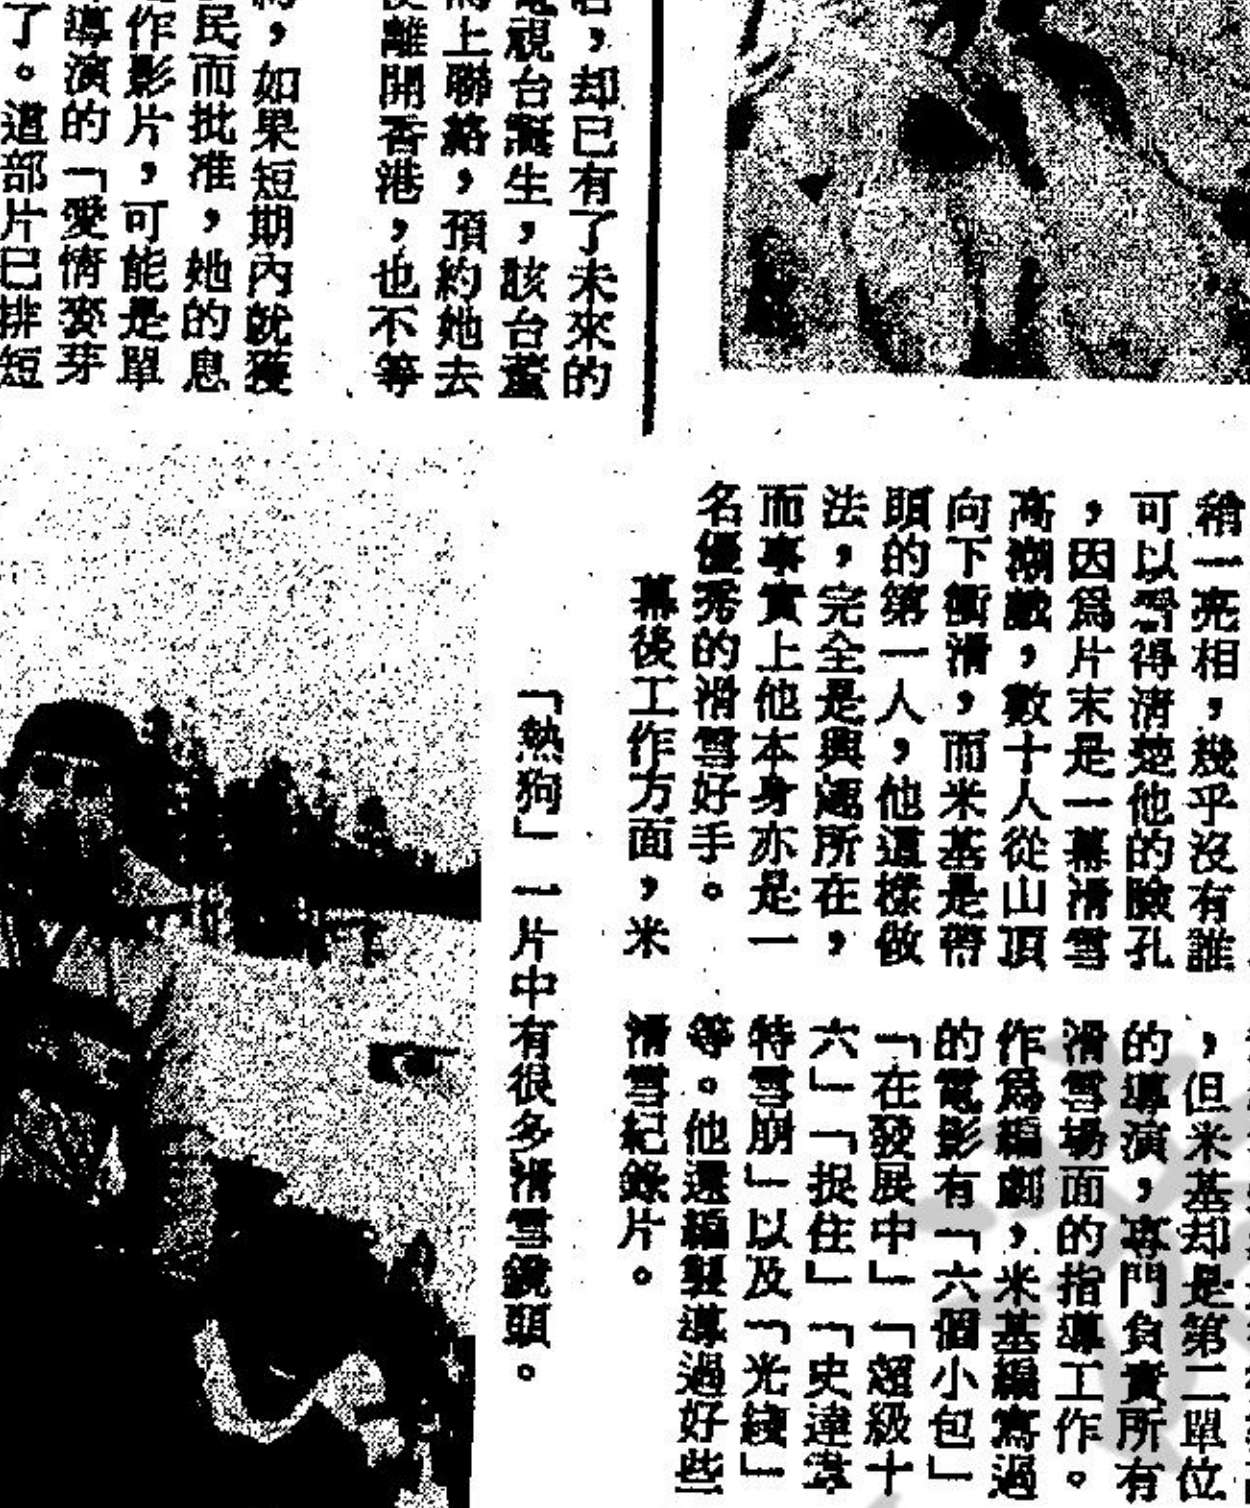 稍一亮相，幾乎沒有誰
可以看得清楚他的臉孔
，因爲片末是一幕滑雪
高潮戲，數十人從山頂
向下衝滑，而米基是帶
頭的第一人，他這樣做
法，完全是興趣所在，
而事實上他本身亦是一
名優秀的滑雪好手。
幕後工作方面，米
，但米基却是第二單位
的導演，專門負責所有
滑雪場面的指導工作。
作爲編劇，米基編寫過
的電影有「六個小包」
「在發展中」「超級十
六」「捉住」「史達
特雪崩」以及「光綫」
等。他還編製導過好些
滑雪紀錄片。
「熱狗」一片中有很多滑雪鏡頭。
，却已有了未來的
視台誕生，該台董
上聯絡，預約她去
離開香港，也不等
，如果短期內就獲
民而批准，她的息
作影片，可能是單
導演的「愛情麥芽
了。這部片已排短